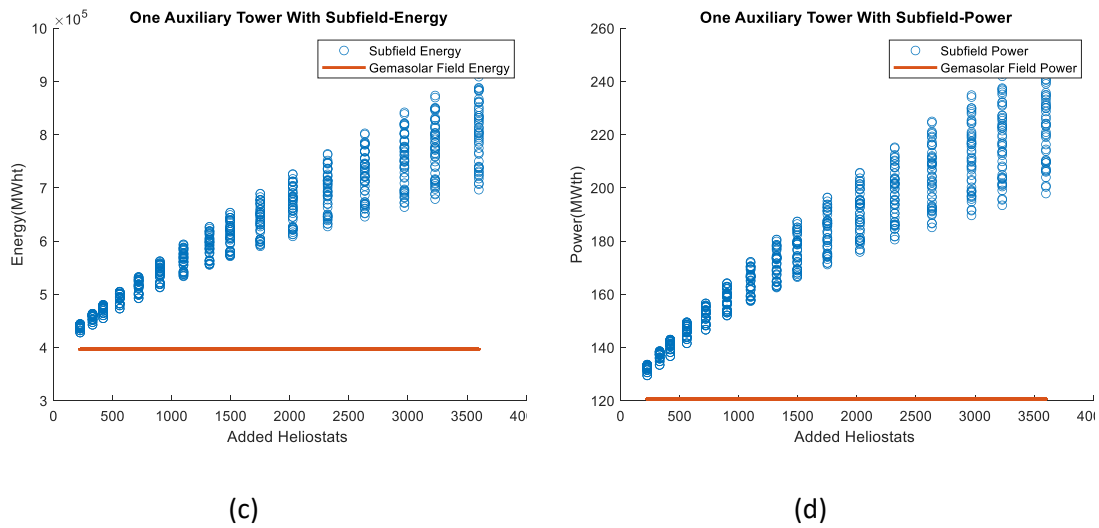 One Auxiliary Tower With Subfield-Energy
×10⁵
10
9
8
7
6
5
4
3
Energy(MWht)
Subfield Energy
Gemasolar Field Energy
0 500 1000 1500 2000 2500 3000 3500 400
Added Heliostats
(c)
One Auxiliary Tower With Subfield-Power
260
240
220
200
180
160
140
120
Power(MWth)
Subfield Power
Gemasolar Field Power
0 500 1000 1500 2000 2500 3000 3500 400
Added Heliostats
(d)